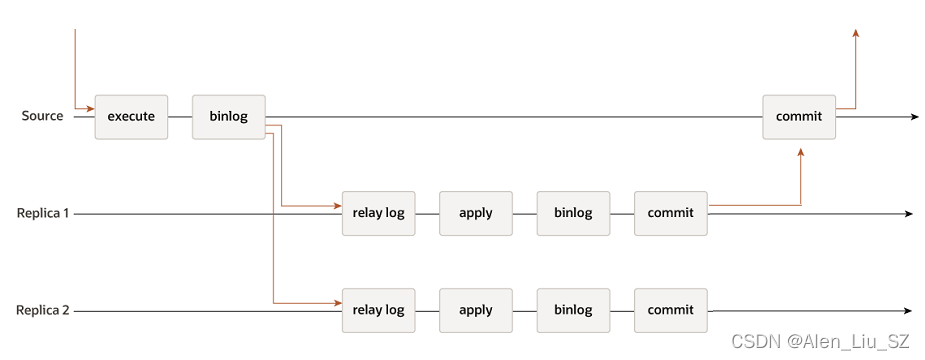 Source execute binlog commit
Replica 1 relay log apply binlog commit
Replica 2 relay log apply binlog commit
CSDN @Alen_Liu_SZ